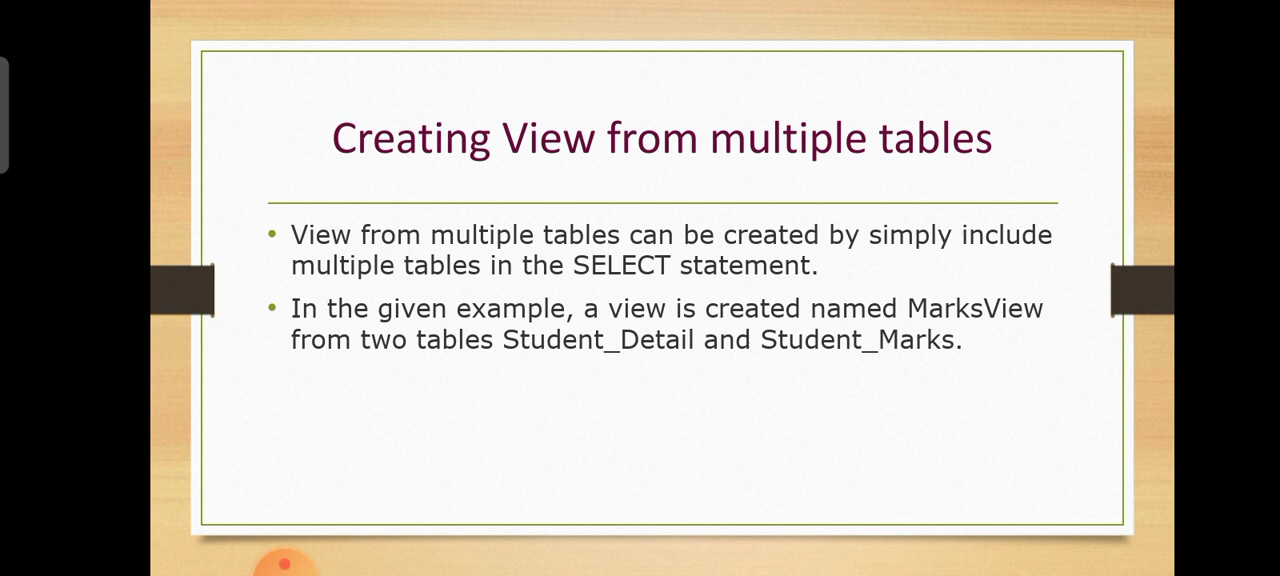 Creating View from multiple tables
• View from multiple tables can be created by simply include
multiple tables in the SELECT statement.
• In the given example, a view is created named MarksView
from two tables Student_Detail and Student_Marks.